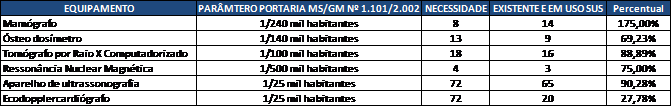 EQUIPAMENTO PARÂMTERO PORTARIA MS/GM Nº 1.101/2.002 NECESSIDADE EXISTENTE E EM USO SUS Percentual
Mamógrafo 1/240 mil habitantes 8 14 175,00%
Ósteo dosímetro 1/140 mil habitantes 13 9 69,23%
Tomógrafo por Raio X Computadorizado 1/100 mil habitantes 18 16 88,89%
Ressonância Nuclear Magnética 1/500 mil habitantes 4 3 75,00%
Aparelho de ultrassonografia 1/25 mil habitantes 72 65 90,28%
Ecodopplercardiógrafo 1/25 mil habitantes 72 20 27,78%